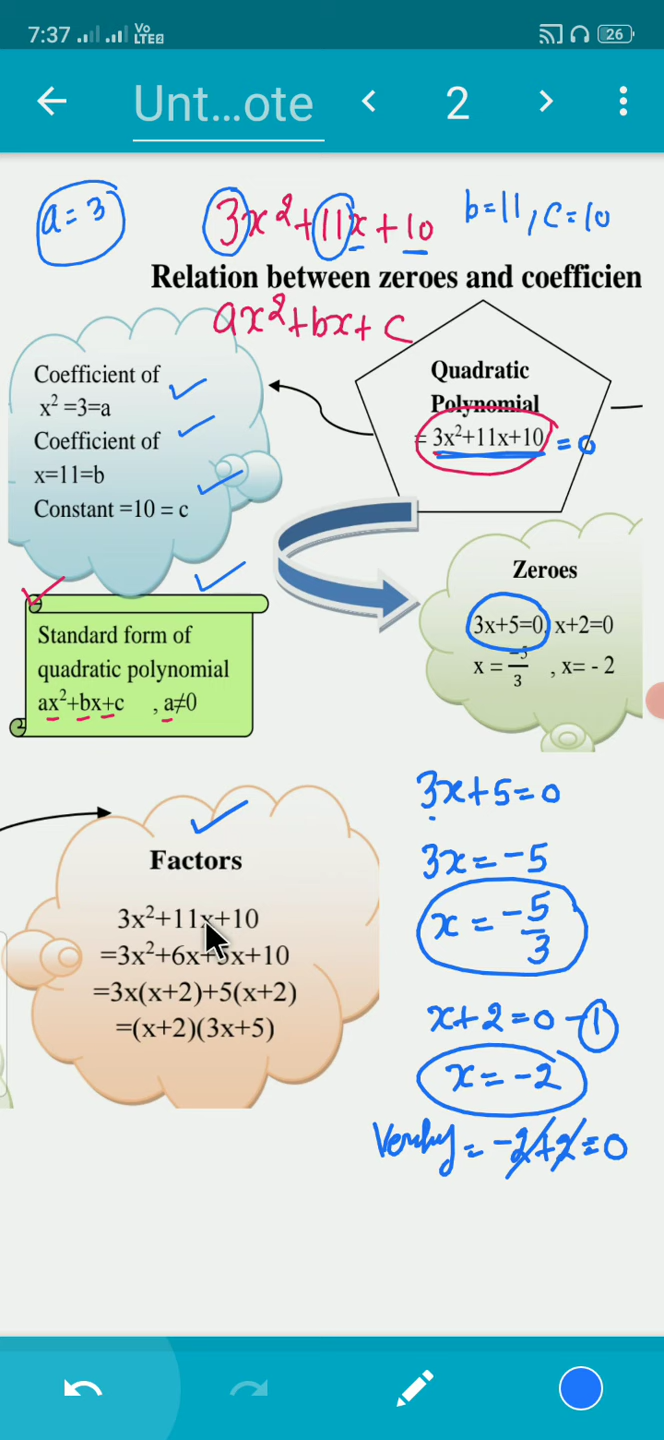 7:37 Vo LTE2 26
Unt...ote 2
a = 3 3x²+11x+10 b=11, c=10
Relation between zeroes and coefficien
ax²+bx+c
Coefficient of
x² =3=a
Coefficient of
x=11=b
Constant =10 = c
Quadratic
Polynomial
= 3x²+11x+10 = 0
Zeroes
3x+5=0, x+2=0
x = -5/3 , x= - 2
Standard form of
quadratic polynomial
ax²+bx+c , a≠0
Factors
3x²+11x+10
=3x²+6x+5x+10
=3x(x+2)+5(x+2)
=(x+2)(3x+5)
3x+5=0
3x=-5
x = -5/3
x+2=0 -①
x=-2
Verify = -2+2=0